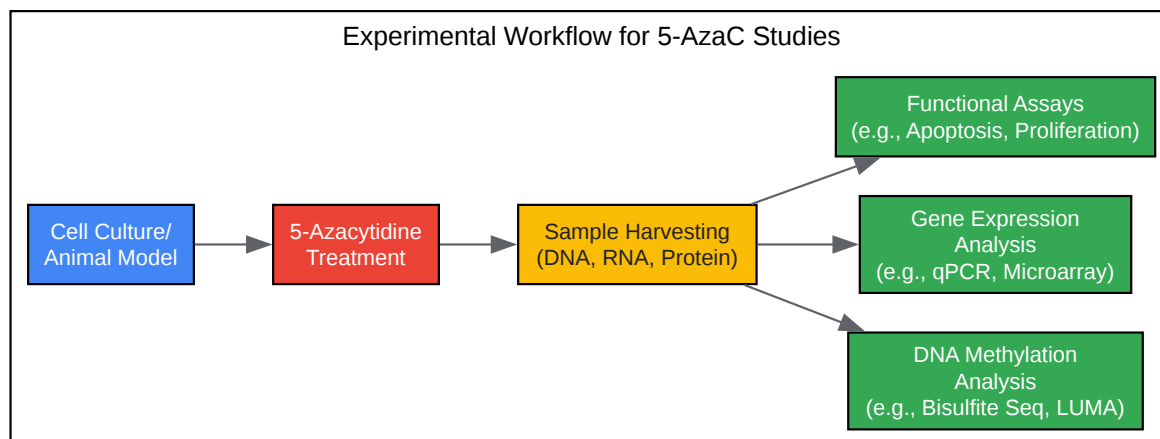 Experimental Workflow for 5-AzaC Studies
Cell Culture/
Animal Model
5-Azacytidine
Treatment
Sample Harvesting
(DNA, RNA, Protein)
Functional Assays
(e.g., Apoptosis, Proliferation)
Gene Expression
Analysis
(e.g., qPCR, Microarray)
DNA Methylation
Analysis
(e.g., Bisulfite Seq, LUMA)